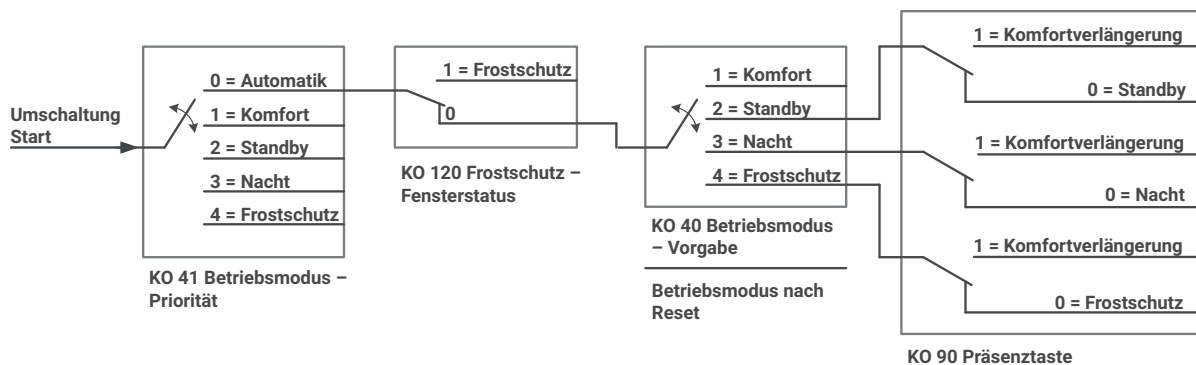 Umschaltung
Start
0 = Automatik
1 = Komfort
2 = Standby
3 = Nacht
4 = Frostschutz
KO 41 Betriebsmodus –
Priorität
1 = Frostschutz
0
KO 120 Frostschutz –
Fensterstatus
1 = Komfort
2 = Standby
3 = Nacht
4 = Frostschutz
KO 40 Betriebsmodus
– Vorgabe
Betriebsmodus nach
Reset
1 = Komfortverlängerung
0 = Standby
1 = Komfortverlängerung
0 = Nacht
1 = Komfortverlängerung
0 = Frostschutz
KO 90 Präsenztaste